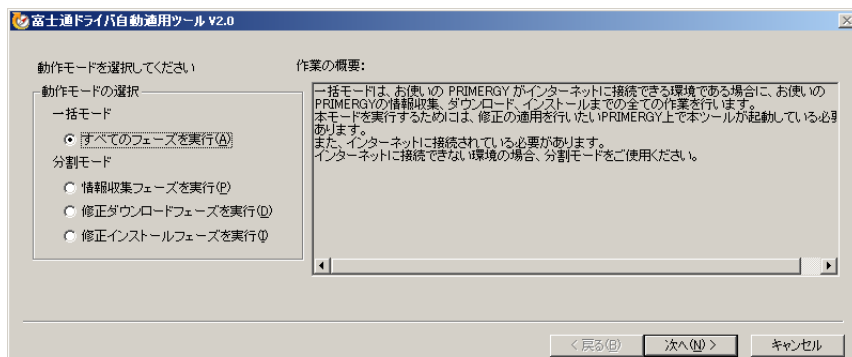 富士通ドライバ自動適用ツール V2.0
動作モードを選択してください
動作モードの選択
一括モード
すべてのフェーズを実行(A)
分割モード
情報収集フェーズを実行(P)
修正ダウンロードフェーズを実行(D)
修正インストールフェーズを実行(I)
作業の概要:
一括モードは、お使いの PRIMERGY がインターネットに接続できる環境である場合に、お使いの
PRIMERGYの情報収集、ダウンロード、インストールまでの全ての作業を行います。
本モードを実行するためには、修正の適用を行いたいPRIMERGY上で本ツールが起動している必要
あります。
また、インターネットに接続されている必要があります。
インターネットに接続できない環境の場合、分割モードをご使用ください。
< 戻る(B)
次へ(N) >
キャンセル